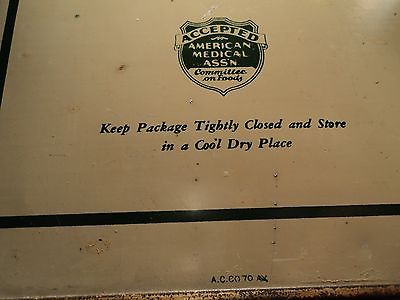 ACCEPTED
AMERICAN
MEDICAL
ASS'N.
Committee
on Foods
Keep Package Tightly Closed and Store
in a Cool Dry Place
A.C.CO 70 A